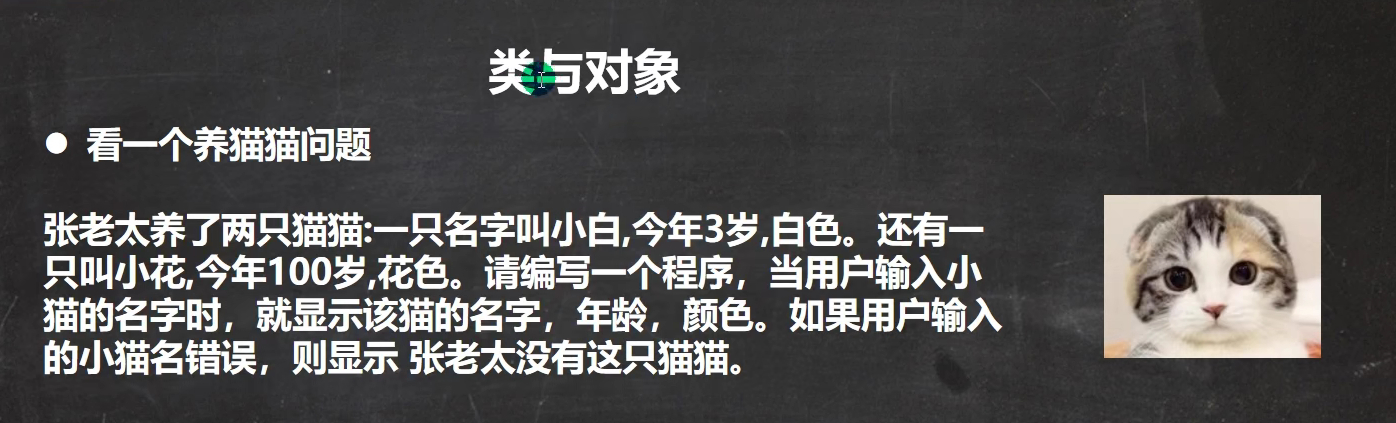 类与对象
● 看一个养猫猫问题
张老太养了两只猫猫:一只名字叫小白,今年3岁,白色。还有一
只叫小花,今年100岁,花色。请编写一个程序，当用户输入小
猫的名字时，就显示该猫的名字，年龄，颜色。如果用户输入
的小猫名错误，则显示 张老太没有这只猫猫。